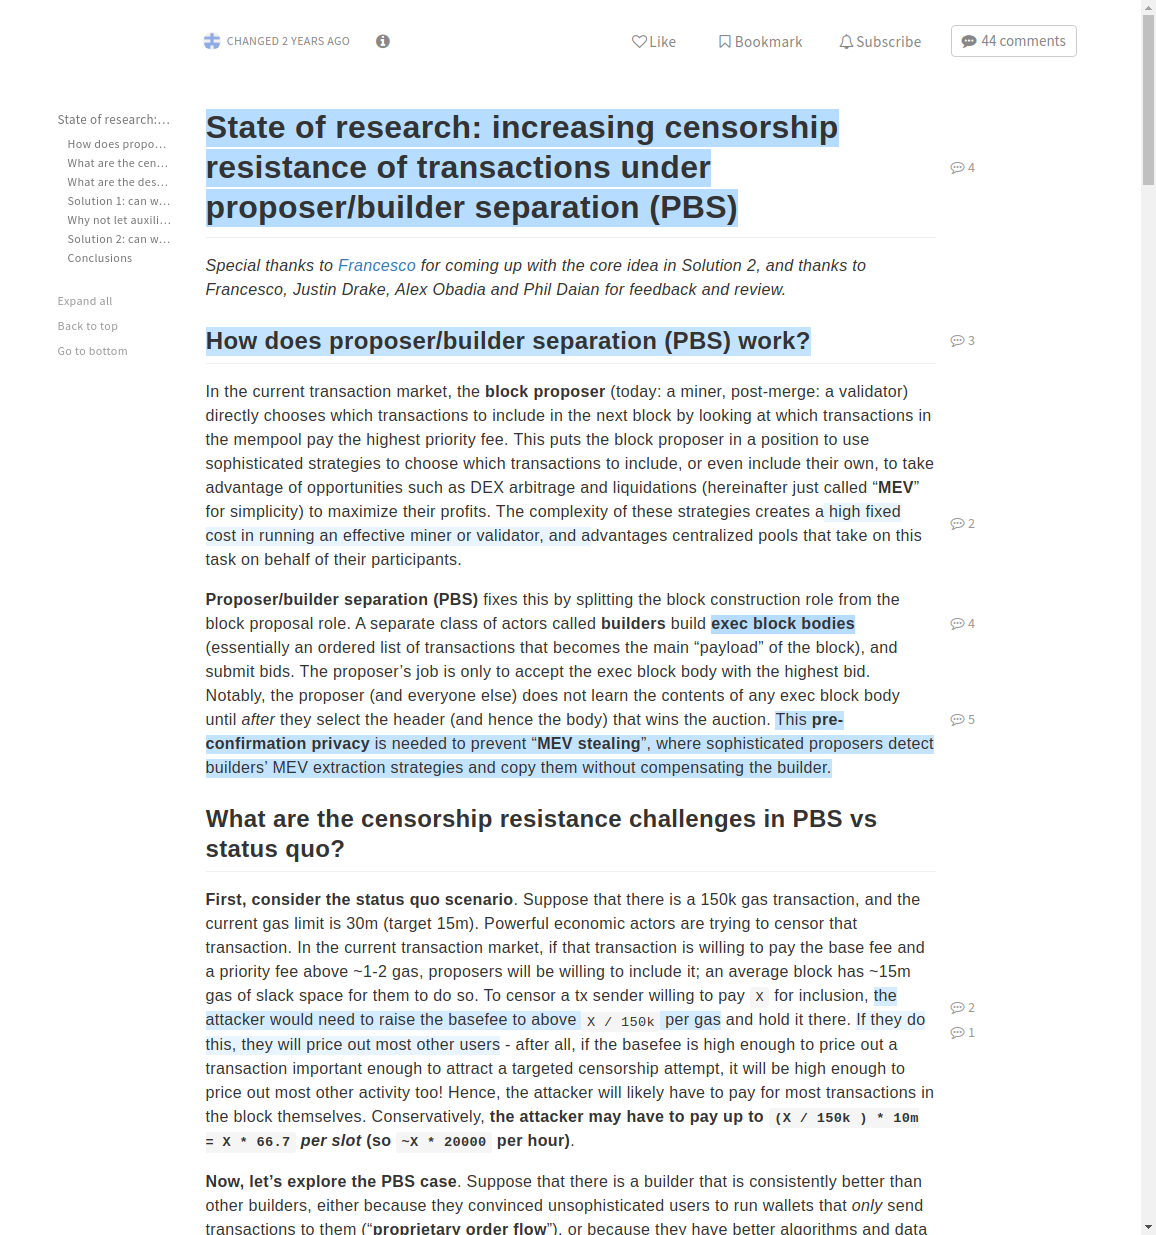 CHANGED 2 YEARS AGO
Like
Bookmark
Subscribe
44 comments
State of research:...
How does propo...
What are the cen...
What are the des...
Solution 1: can w...
Why not let auxili...
Solution 2: can w...
Conclusions
Expand all
Back to top
Go to bottom
State of research: increasing censorship
resistance of transactions under
proposer/builder separation (PBS)
4
Special thanks to Francesco for coming up with the core idea in Solution 2, and thanks to
Francesco, Justin Drake, Alex Obadia and Phil Daian for feedback and review.
How does proposer/builder separation (PBS) work?
3
In the current transaction market, the block proposer (today: a miner, post-merge: a validator)
directly chooses which transactions to include in the next block by looking at which transactions in
the mempool pay the highest priority fee. This puts the block proposer in a position to use
sophisticated strategies to choose which transactions to include, or even include their own, to take
advantage of opportunities such as DEX arbitrage and liquidations (hereinafter just called “MEV”
for simplicity) to maximize their profits. The complexity of these strategies creates a high fixed
cost in running an effective miner or validator, and advantages centralized pools that take on this
task on behalf of their participants.
2
Proposer/builder separation (PBS) fixes this by splitting the block construction role from the
block proposal role. A separate class of actors called builders build exec block bodies
(essentially an ordered list of transactions that becomes the main “payload” of the block), and
submit bids. The proposer’s job is only to accept the exec block body with the highest bid.
Notably, the proposer (and everyone else) does not learn the contents of any exec block body
until after they select the header (and hence the body) that wins the auction. This pre-
confirmation privacy is needed to prevent “MEV stealing”, where sophisticated proposers detect
builders’ MEV extraction strategies and copy them without compensating the builder.
4
5
What are the censorship resistance challenges in PBS vs
status quo?
First, consider the status quo scenario. Suppose that there is a 150k gas transaction, and the
current gas limit is 30m (target 15m). Powerful economic actors are trying to censor that
transaction. In the current transaction market, if that transaction is willing to pay the base fee and
a priority fee above ~1-2 gas, proposers will be willing to include it; an average block has ~15m
gas of slack space for them to do so. To censor a tx sender willing to pay X for inclusion, the
attacker would need to raise the basefee to above X / 150k per gas and hold it there. If they do
this, they will price out most other users - after all, if the basefee is high enough to price out a
transaction important enough to attract a targeted censorship attempt, it will be high enough to
price out most other activity too! Hence, the attacker will likely have to pay for most transactions in
the block themselves. Conservatively, the attacker may have to pay up to (X / 150k ) * 10m
= X * 66.7 per slot (so ~X * 20000 per hour).
2
1
Now, let’s explore the PBS case. Suppose that there is a builder that is consistently better than
other builders, either because they convinced unsophisticated users to run wallets that only send
transactions to them (“proprietary order flow”), or because they have better algorithms and data